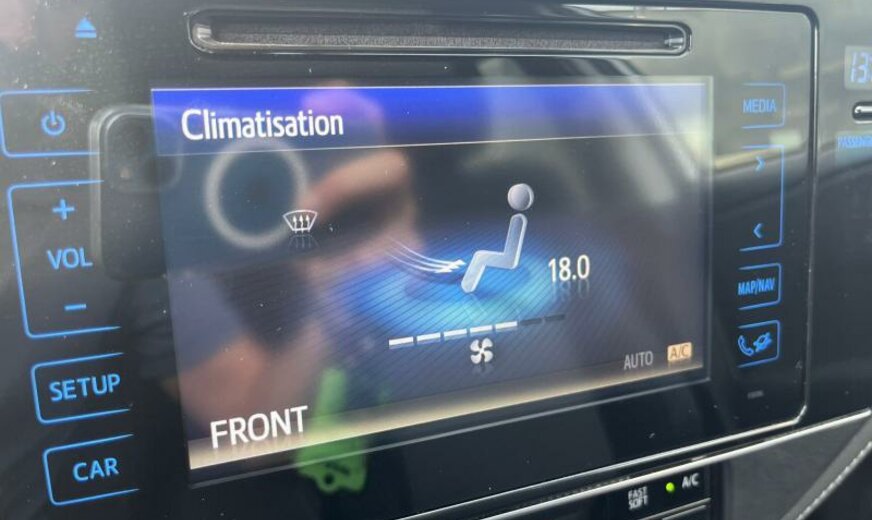 Climatisation
MEDIA
VOL
18.0
MAP/NAV
SETUP
AUTO A/C
FRONT
CAR
FAST
SOFT
A/C